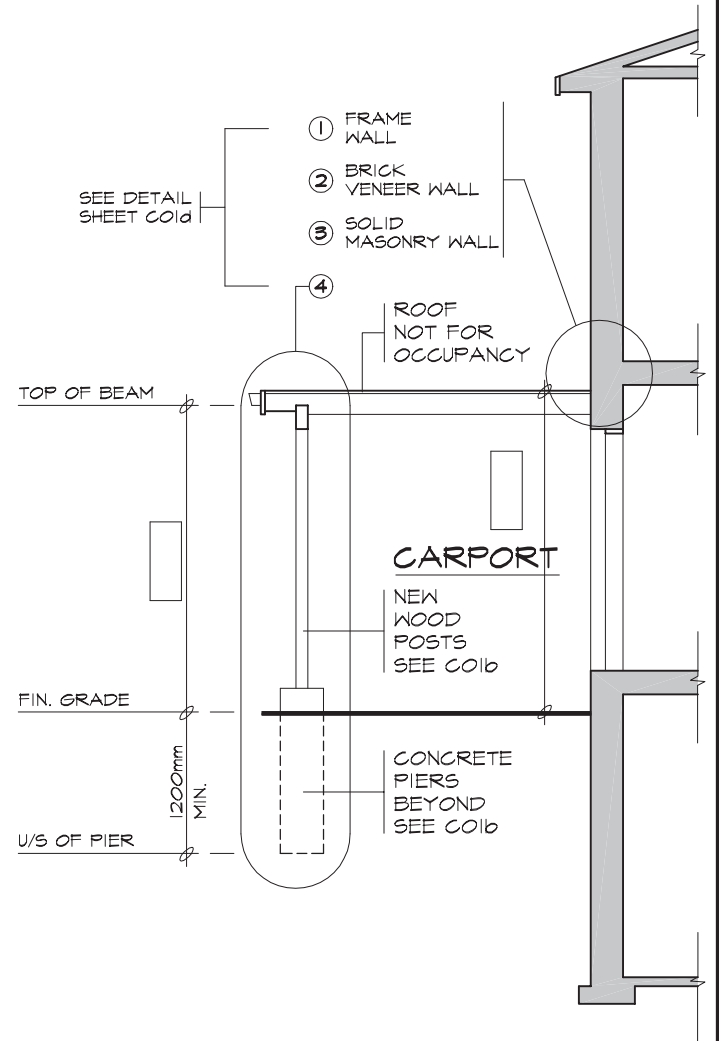 1 FRAME
WALL
2 BRICK
VENEER WALL
SEE DETAIL
SHEET C01d
3 SOLID
MASONRY WALL
4
ROOF
NOT FOR
OCCUPANCY
TOP OF BEAM
CARPORT
NEW
WOOD
POSTS
SEE C01b
FIN. GRADE
1200mm
MIN.
CONCRETE
PIERS
BEYOND
SEE C01b
U/S OF PIER